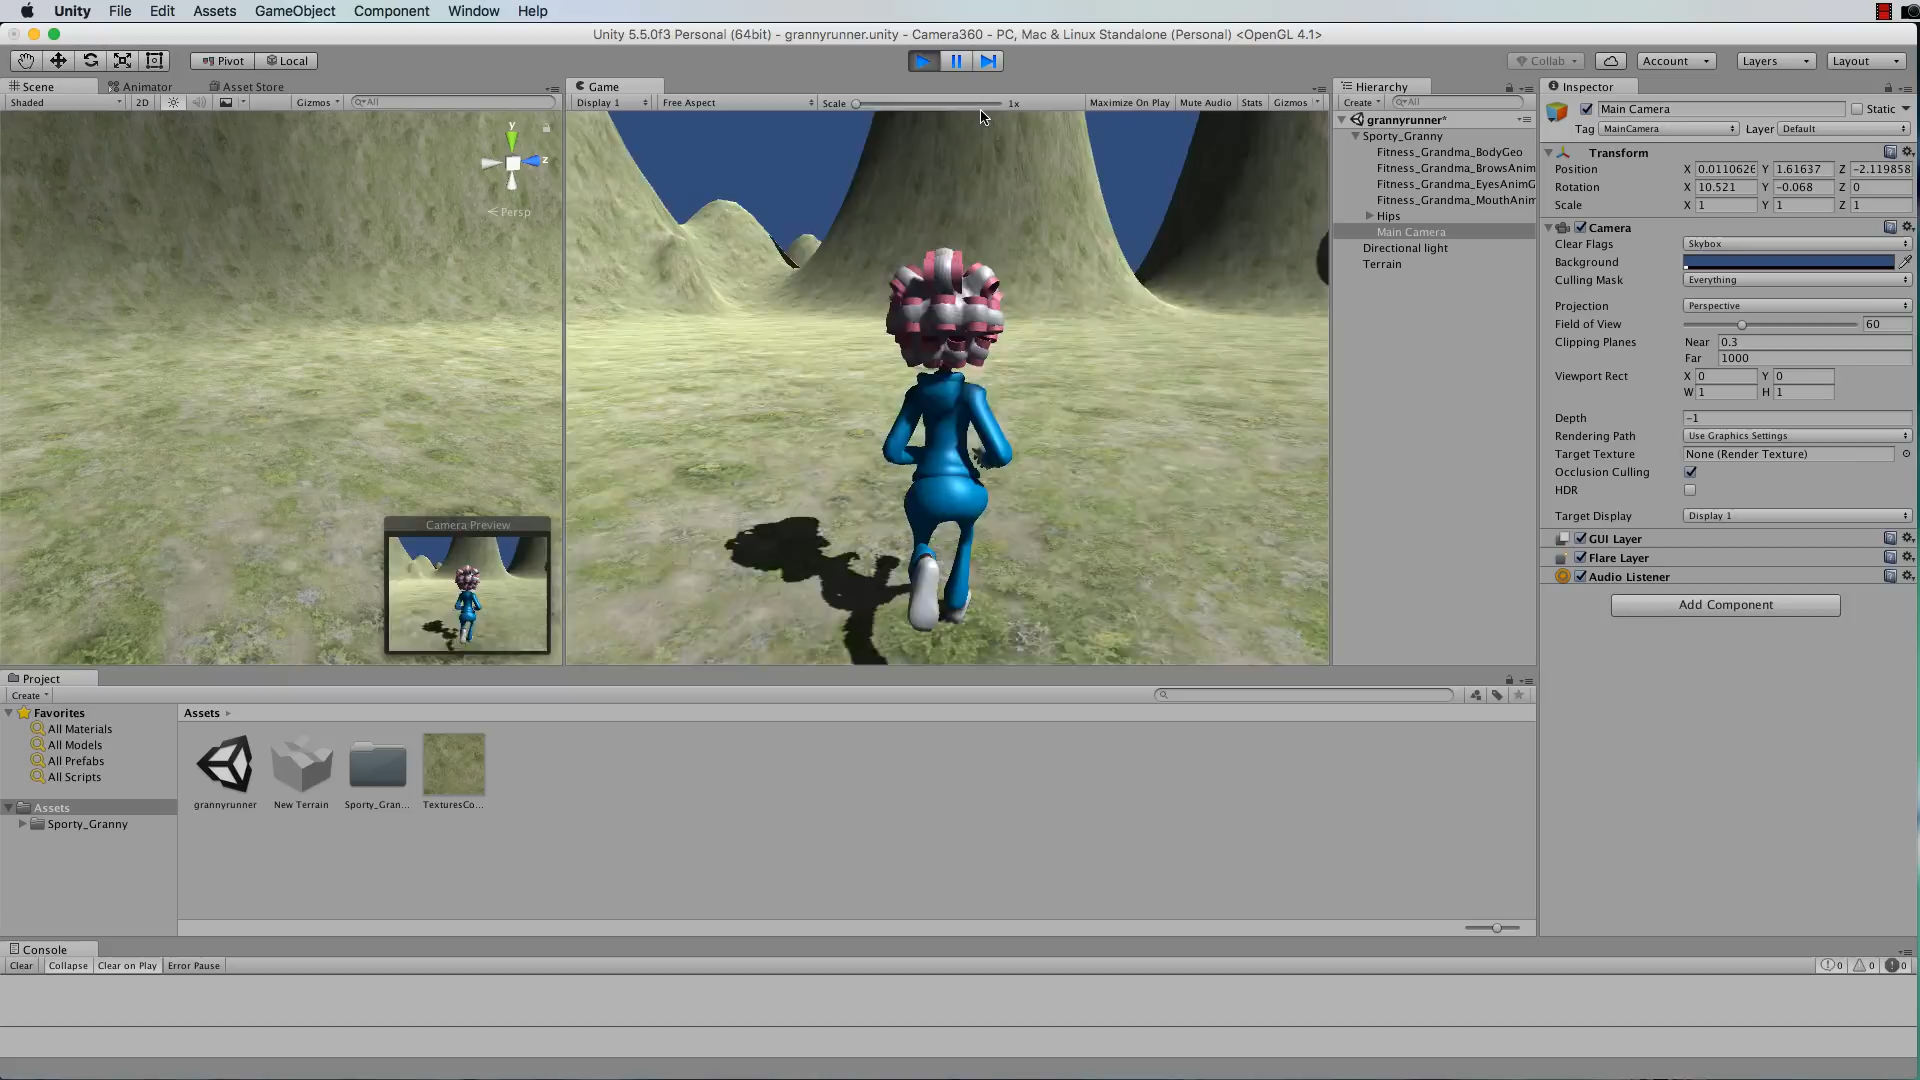 Unity File Edit Assets GameObject Component Window Help
Unity 5.5.0f3 Personal (64bit) - grannyrunner.unity - Camera360 - PC, Mac & Linux Standalone (Personal) <OpenGL 4.1>
Pivot Local Collab Account Layers Layout
Scene Animator Asset Store
Shaded 2D Gizmos All
y
z
Persp
Camera Preview
Game
Display 1 Free Aspect Scale 1x Maximize On Play Mute Audio Stats Gizmos
Hierarchy
Create All
grannyrunner*
Sporty_Granny
Fitness_Grandma_BodyGeo
Fitness_Grandma_BrowsAnim
Fitness_Grandma_EyesAnimG
Fitness_Grandma_MouthAnim
Hips
Main Camera
Directional light
Terrain
Inspector
Main Camera Static
Tag MainCamera Layer Default
Transform
Position X 0.0110626 Y 1.61637 Z -2.119858
Rotation X 10.521 Y -0.068 Z 0
Scale X 1 Y 1 Z 1
Camera
Clear Flags Skybox
Background
Culling Mask Everything
Projection Perspective
Field of View 60
Clipping Planes Near 0.3
Far 1000
Viewport Rect X 0 Y 0
W 1 H 1
Depth -1
Rendering Path Use Graphics Settings
Target Texture None (Render Texture)
Occlusion Culling
HDR
Target Display Display 1
GUI Layer
Flare Layer
Audio Listener
Add Component
Project
Create
Favorites
All Materials
All Models
All Prefabs
All Scripts
Assets
Sporty_Granny
Assets
grannyrunner New Terrain Sporty_Gran... TexturesCo...
Console
Clear Collapse Clear on Play Error Pause 0 0 0